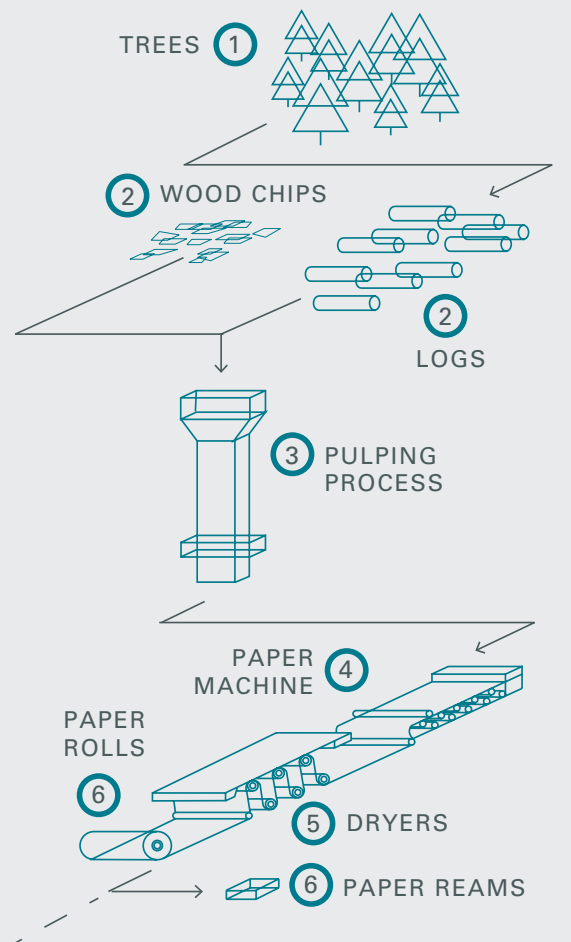 TREES 1
2 WOOD CHIPS
2
LOGS
3 PULPING
PROCESS
PAPER
MACHINE 4
PAPER
ROLLS
6
5 DRYERS
6 PAPER REAMS